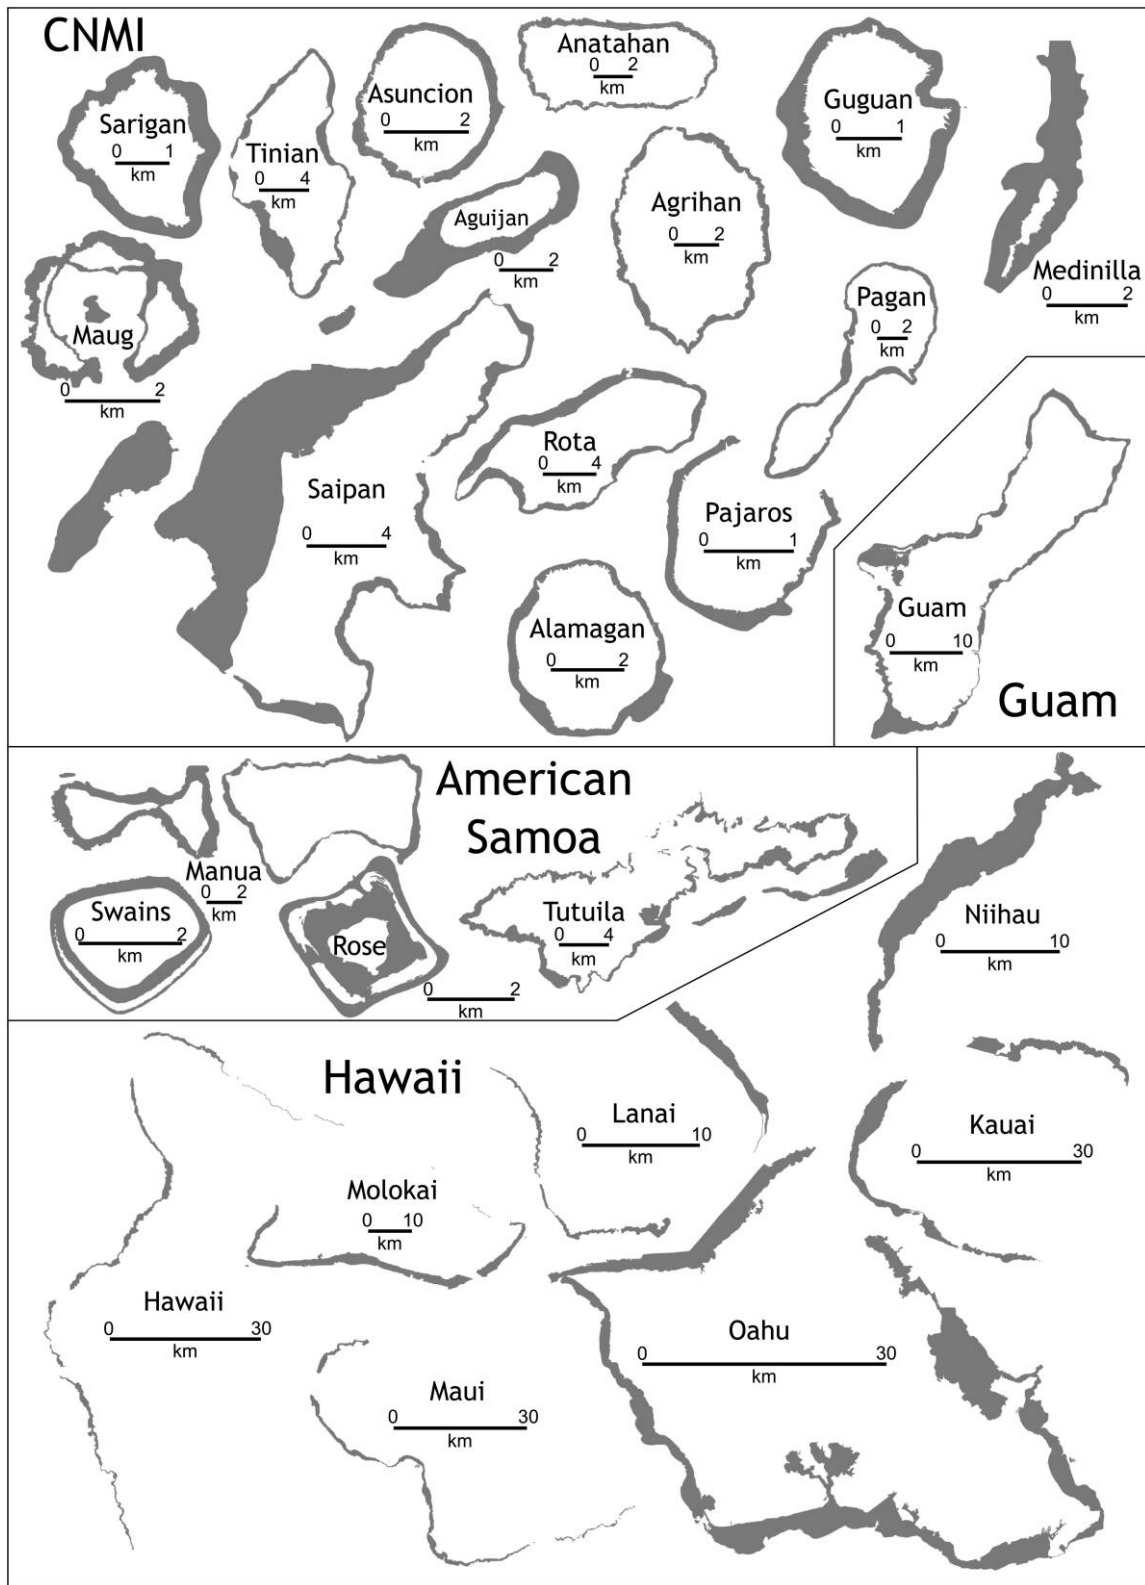 CNMI
Sarigan
0 1
km
Tinian
0 4
km
Asuncion
0 2
km
Anatahan
0 2
km
Guguan
0 1
km
Aguijan
0 2
km
Agrihan
0 2
km
Medinilla
0 2
km
Maug
0 2
km
Pagan
0 2
km
Saipan
0 4
km
Rota
0 4
km
Pajaros
0 1
km
Alamagan
0 2
km
Guam
0 10
km
Guam
American
Samoa
Manua
0 2
km
Swains
0 2
km
Rose
0 2
km
Tutuila
0 4
km
Niihau
0 10
km
Hawaii
Lanai
0 10
km
Kauai
0 30
km
Molokai
0 10
km
Hawaii
0 30
km
Oahu
0 30
km
Maui
0 30
km